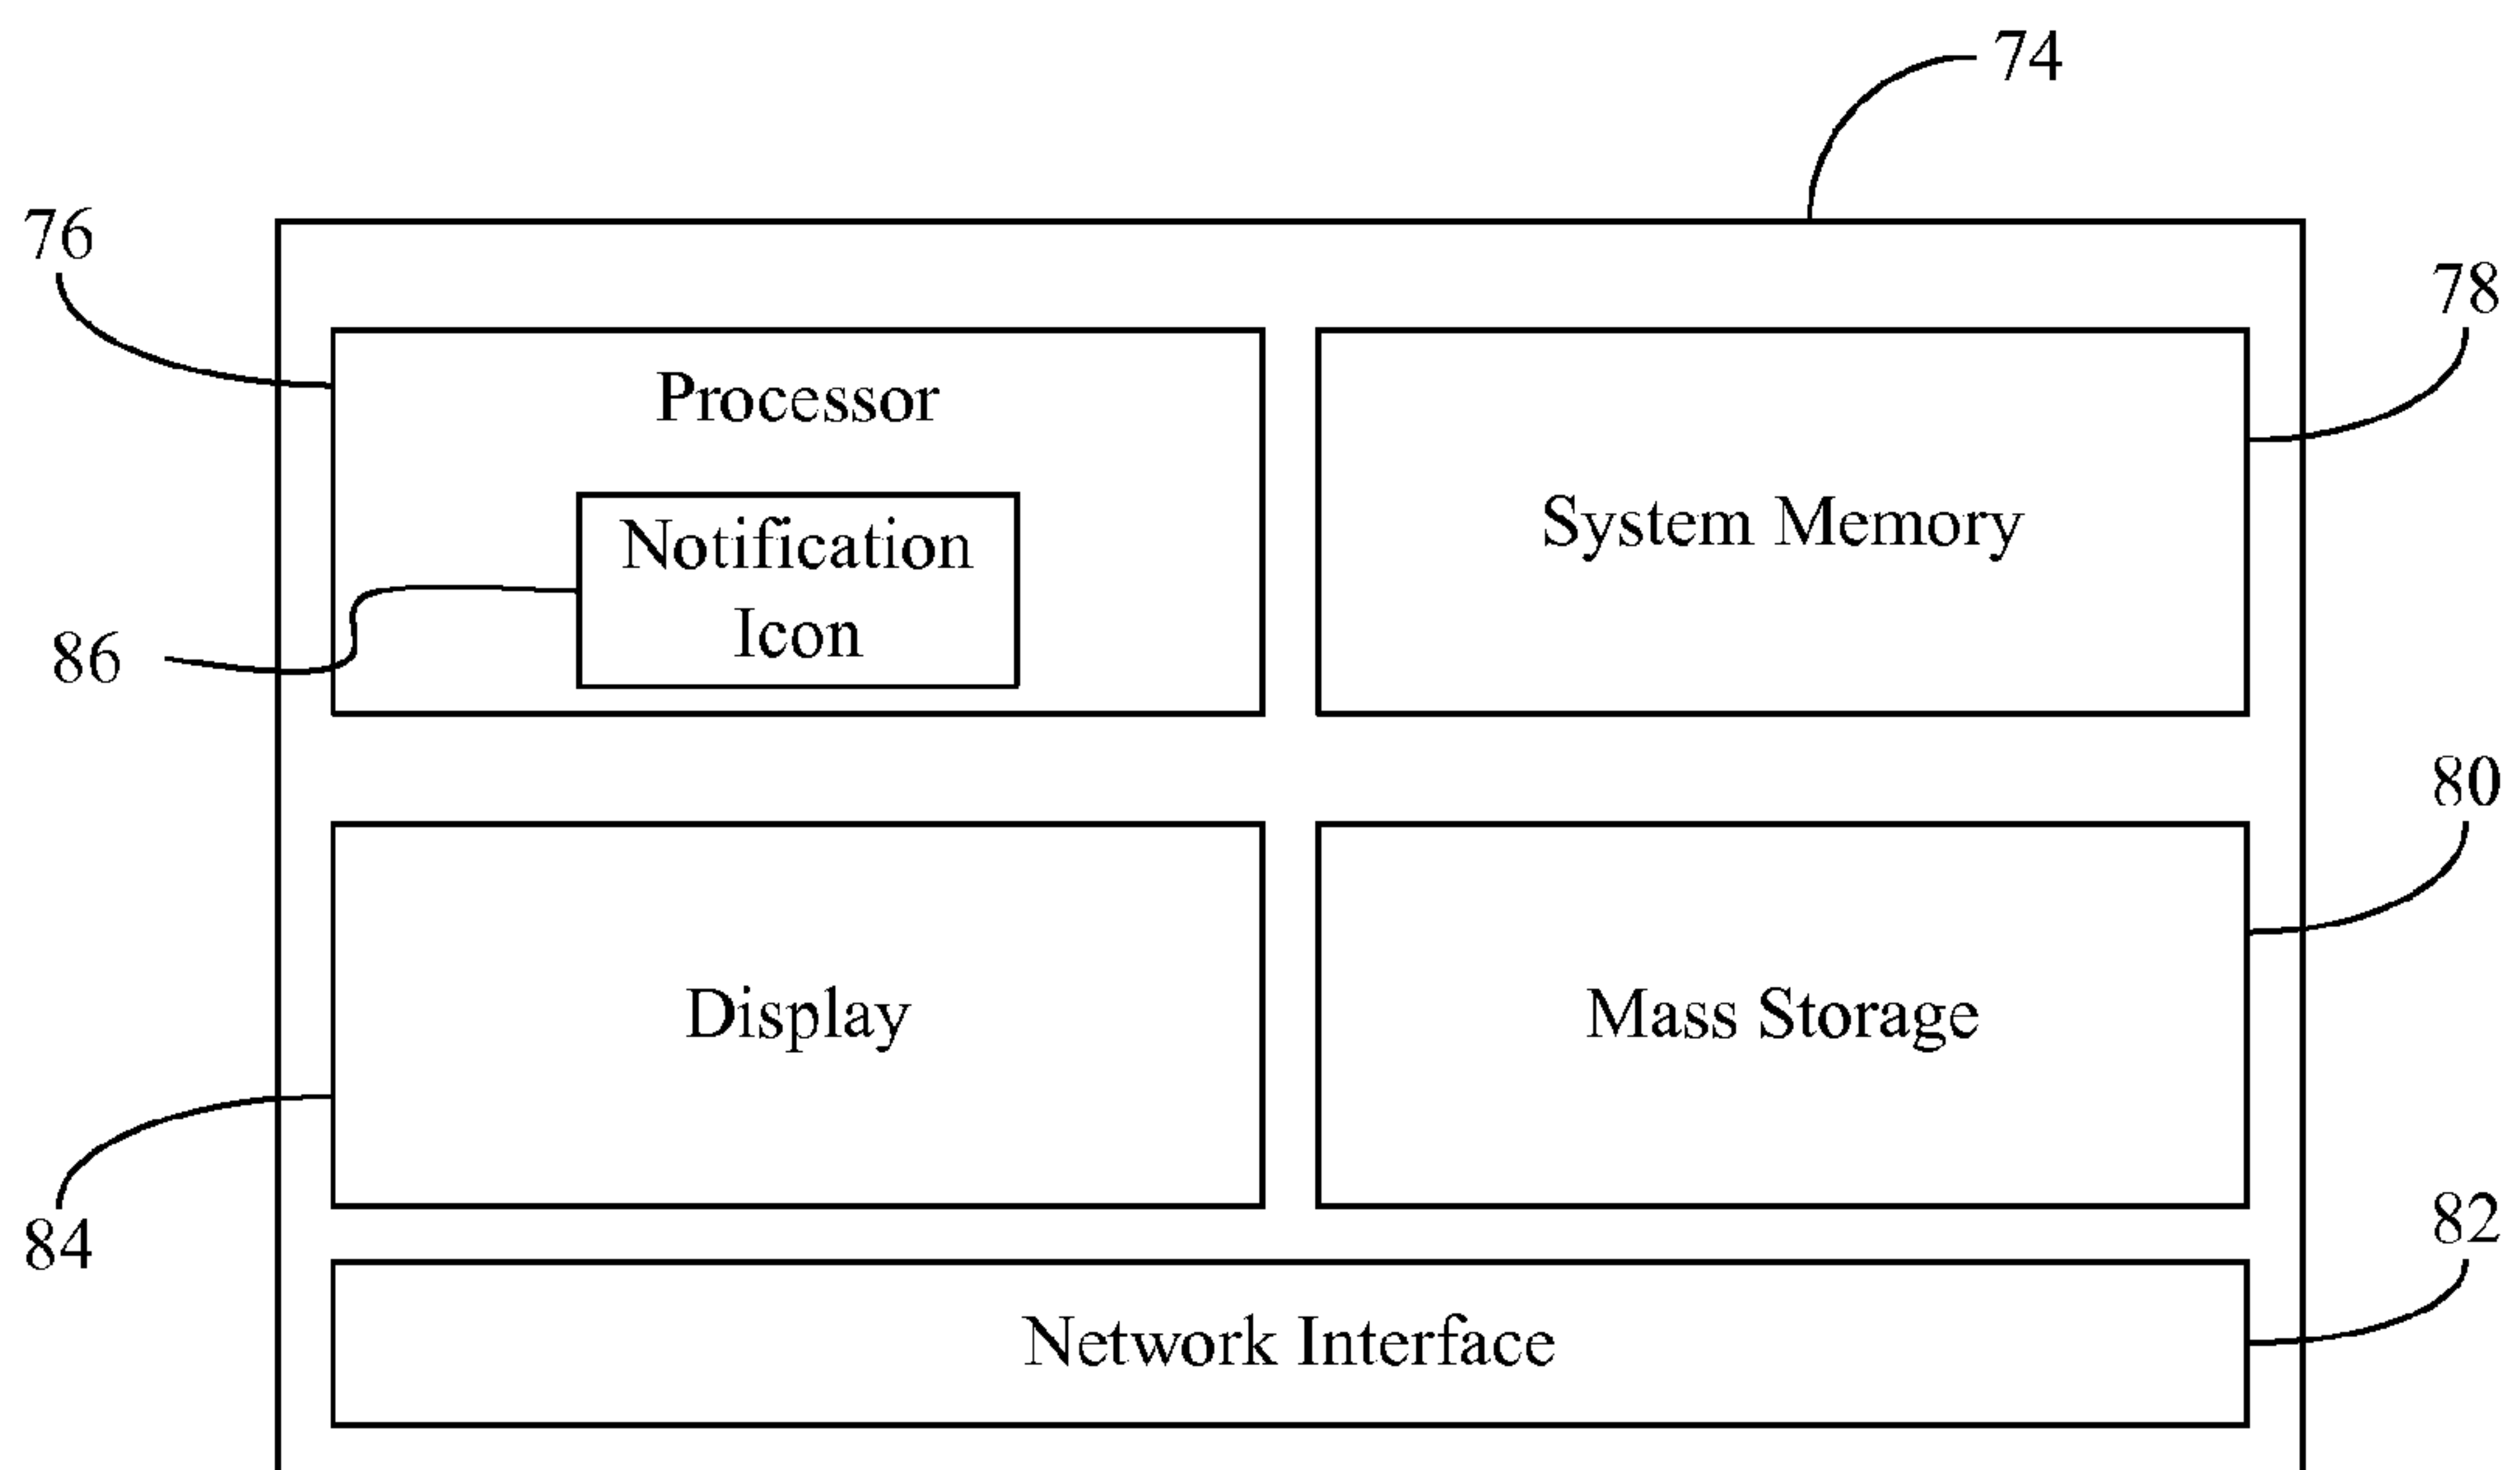 74
76
78
Processor
System Memory
Notification
Icon
86
80
Display
Mass Storage
84
82
Network Interface